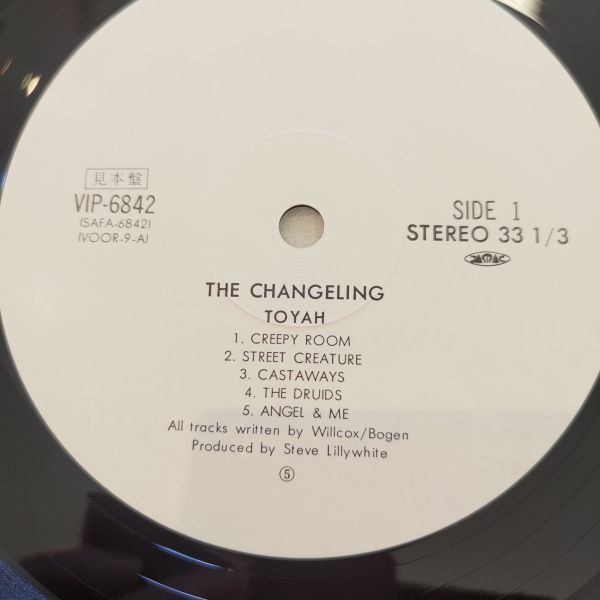 見本盤
VIP-6842
(SAFA-6842)
(VOOR-9-A)
SIDE 1
STEREO 33 1/3
JASRAC
THE CHANGELING
TOYAH
1. CREEPY ROOM
2. STREET CREATURE
3. CASTAWAYS
4. THE DRUIDS
5. ANGEL & ME
All tracks written by Willcox/Bogen
Produced by Steve Lillywhite
⑤